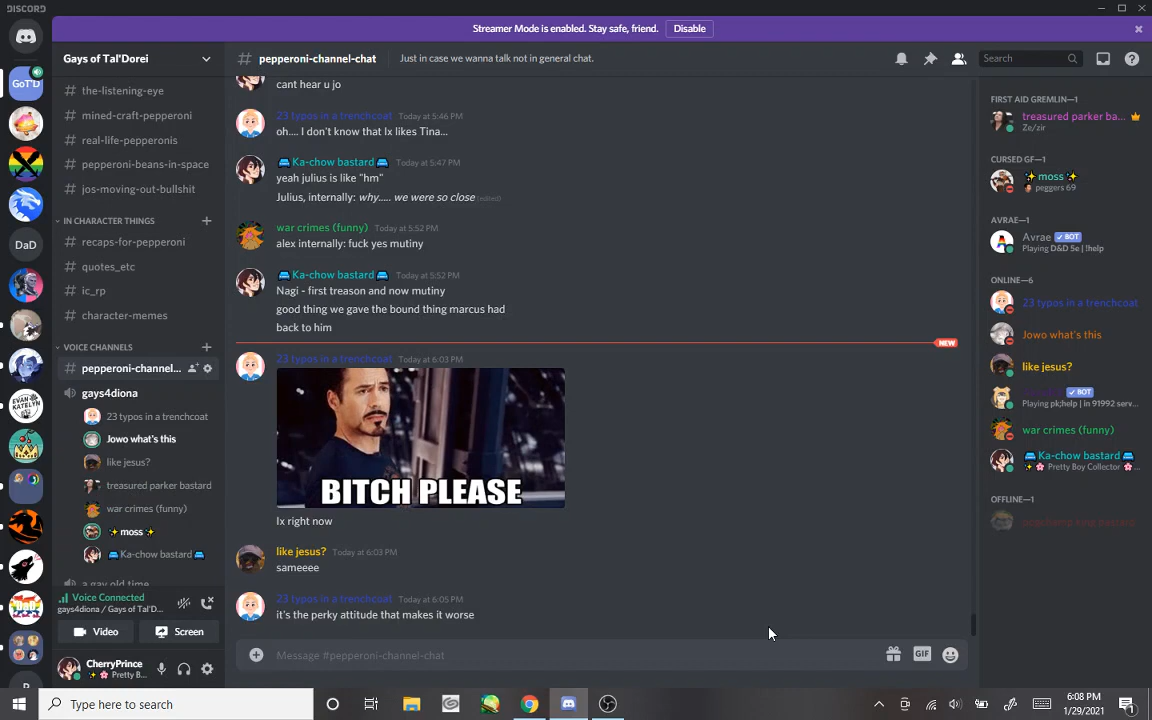 DISCORD
Streamer Mode is enabled. Stay safe, friend.
Disable
Gays of Tal'Dorei
# pepperoni-channel-chat
Just in case we wanna talk not in general chat.
Search
GoT'D
DaD
EVAN
KATELYN
# the-listening-eye
# mined-craft-pepperoni
# real-life-pepperonis
# pepperoni-beans-in-space
# jos-moving-out-bullshit
IN CHARACTER THINGS
# recaps-for-pepperoni
# quotes_etc
# ic_rp
# character-memes
VOICE CHANNELS
# pepperoni-channel...
gays4diona
23 typos in a trenchcoat
Jowo what's this
like jesus?
treasured parker bastard
war crimes (funny)
✨moss✨
🚘Ka-chow bastard🚘
a gay old time
Voice Connected
gays4diona / Gays of Tal'D...
Video
Screen
CherryPrince
✨🌸 Pretty B...
cant hear u jo
23 typos in a trenchcoat Today at 5:46 PM
oh.... I don't know that Ix likes Tina...
🚘Ka-chow bastard🚘 Today at 5:47 PM
yeah julius is like "hm"
Julius, internally: why..... we were so close (edited)
war crimes (funny) Today at 5:52 PM
alex internally: fuck yes mutiny
🚘Ka-chow bastard🚘 Today at 5:52 PM
Nagi - first treason and now mutiny
good thing we gave the bound thing marcus had
back to him
NEW
23 typos in a trenchcoat Today at 6:03 PM
BITCH PLEASE
Ix right now
like jesus? Today at 6:03 PM
sameeee
23 typos in a trenchcoat Today at 6:05 PM
it's the perky attitude that makes it worse
Message #pepperoni-channel-chat
GIF
FIRST AID GREMLIN—1
treasured parker ba...
Ze/zir
CURSED GF—1
✨moss✨
peggers 69
AVRAE—1
Avrae ✓ BOT
Playing D&D 5e | !help
ONLINE—6
23 typos in a trenchcoat
Jowo what's this
like jesus?
✓ BOT
Playing pk;help | in 91992 serv...
war crimes (funny)
🚘Ka-chow bastard🚘
✨🌸 Pretty Boy Collector 🌸...
OFFLINE—1
Type here to search
6:08 PM
1/29/2021
1